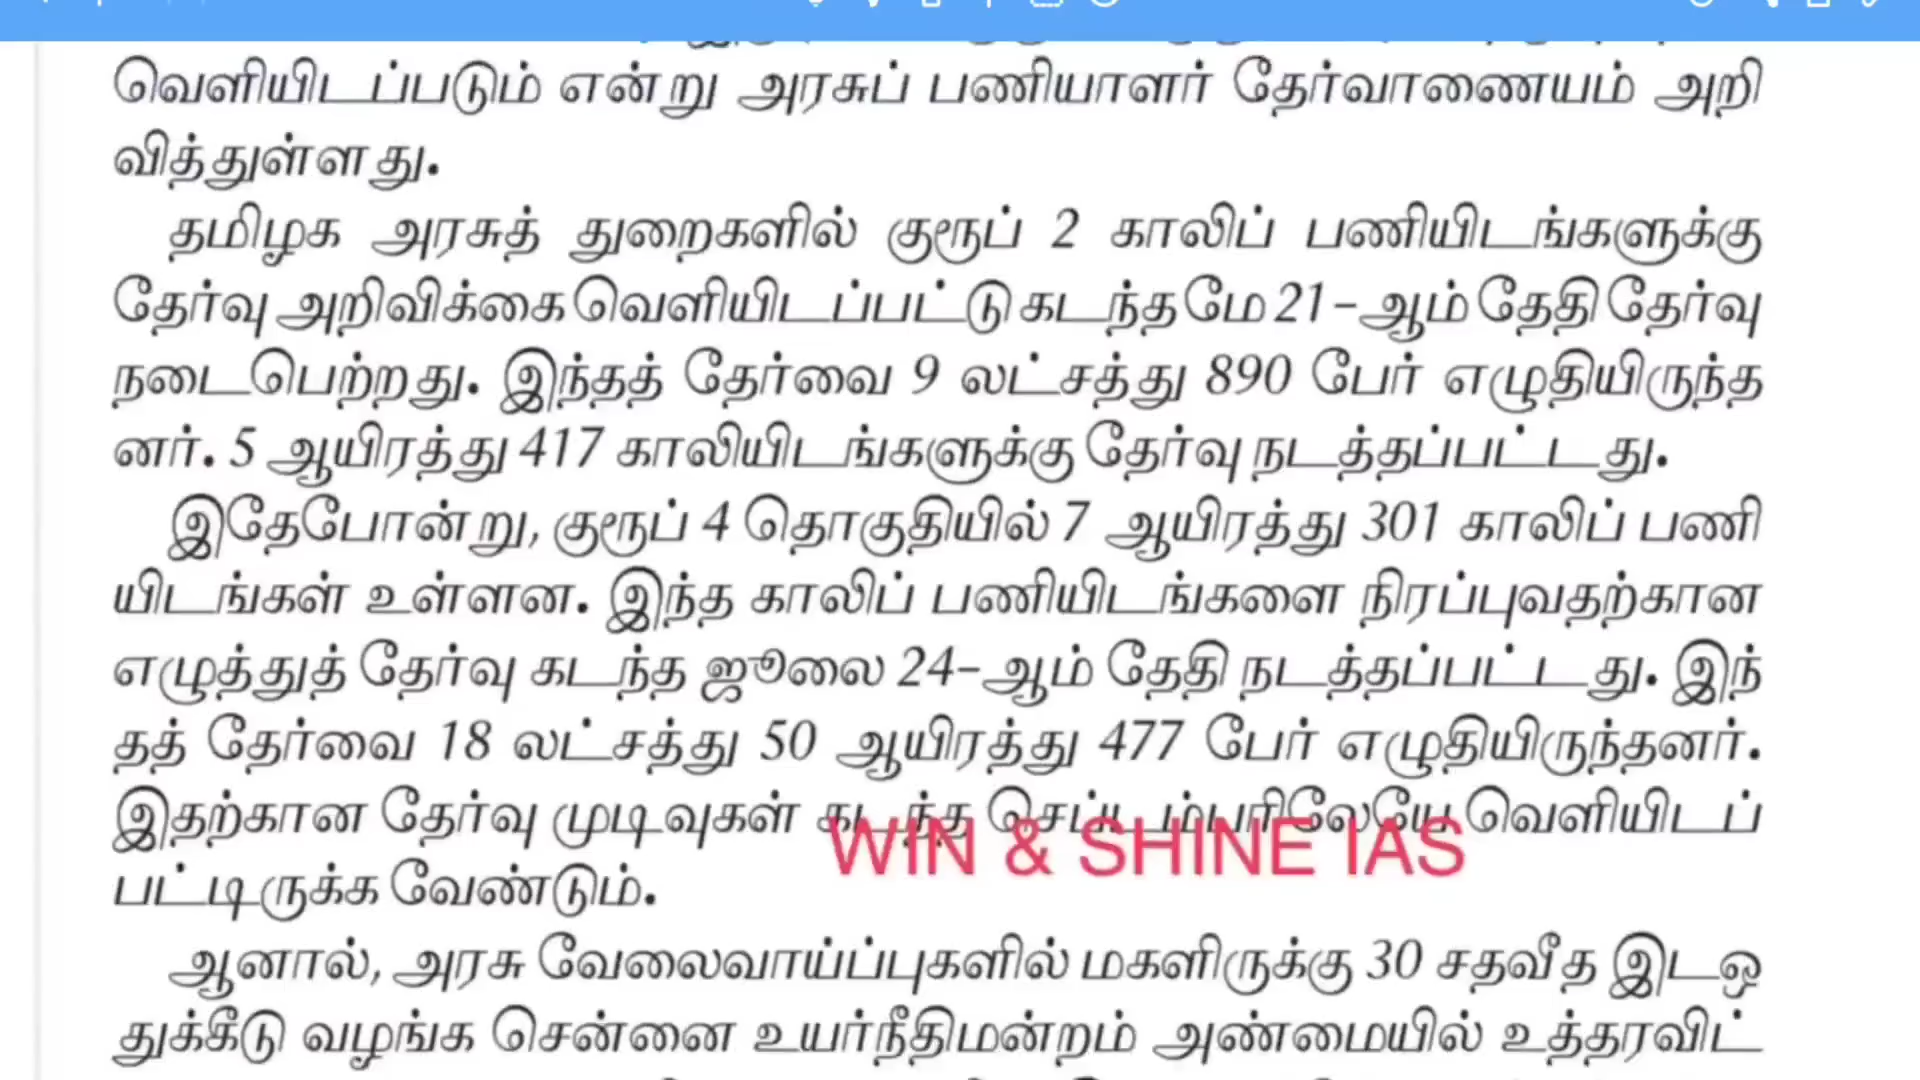 வெளியிடப்படும் என்று அரசுப் பணியாளர் தேர்வாணையம் அறி
வித்துள்ளது.
தமிழக அரசுத் துறைகளில் குரூப் 2 காலிப் பணியிடங்களுக்கு
தேர்வு அறிவிக்கை வெளியிடப்பட்டு கடந்த மே 21-ஆம் தேதி தேர்வு
நடைபெற்றது. இந்தத் தேர்வை 9 லட்சத்து 890 பேர் எழுதியிருந்த
னர். 5 ஆயிரத்து 417 காலியிடங்களுக்கு தேர்வு நடத்தப்பட்டது.
இதேபோன்று, குரூப் 4 தொகுதியில் 7 ஆயிரத்து 301 காலிப் பணி
யிடங்கள் உள்ளன. இந்த காலிப் பணியிடங்களை நிரப்புவதற்கான
எழுத்துத் தேர்வு கடந்த ஜூலை 24-ஆம் தேதி நடத்தப்பட்டது. இந்
தத் தேர்வை 18 லட்சத்து 50 ஆயிரத்து 477 பேர் எழுதியிருந்தனர்.
இதற்கான தேர்வு முடிவுகள் கடந்த செப்டம்பரிலேயே வெளியிடப்
WIN & SHINE IAS
பட்டிருக்க வேண்டும்.
ஆனால், அரசு வேலைவாய்ப்புகளில் மகளிருக்கு 30 சதவீத இடஒ
துக்கீடு வழங்க சென்னை உயர்நீதிமன்றம் அண்மையில் உத்தரவிட்